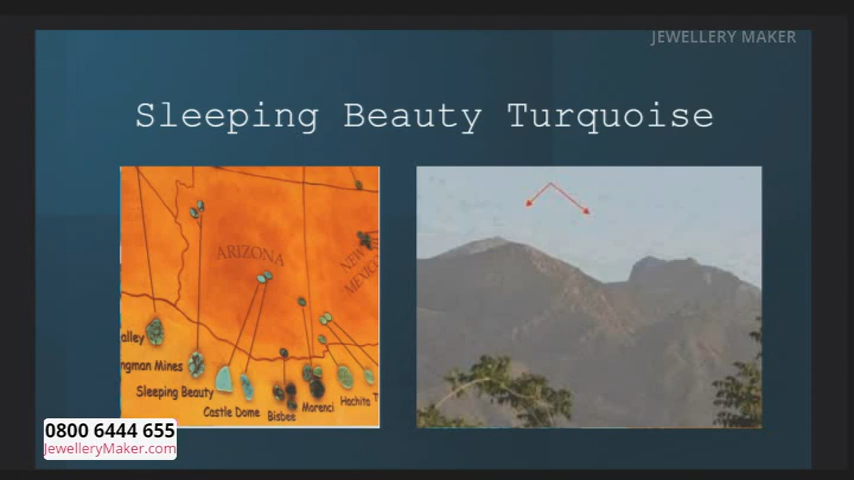 JEWELLERY MAKER
Sleeping Beauty Turquoise
ARIZONA
NEW
MEXICO
alley
ngman Mines
Sleeping Beauty
Castle Dome
Bisbee
Morenci
Hachita T
0800 6444 655
JewelleryMaker.com